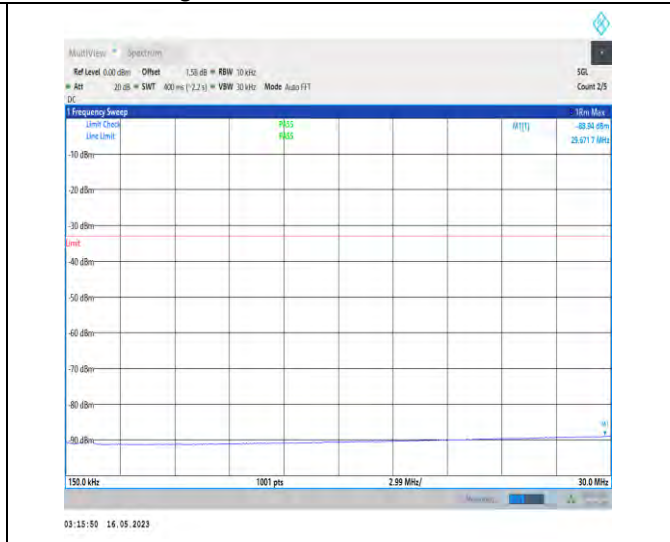 MultiView Spectrum
Ref Level 0.00 dBm Offset 1.58 dB RBW 10 kHz SGL
Att 20 dB SWT 400 ms (~2.2 s) VBW 30 kHz Mode Auto FFT Count 2/5
DC
1 Frequency Sweep 1Rm Max
Limit Check PASS M1[1] -88.94 dBm
Line Limit PASS 29.6717 MHz
-10 dBm
-20 dBm
-30 dBm
Limit
-40 dBm
-50 dBm
-60 dBm
-70 dBm
-80 dBm
M1
-90 dBm
150.0 kHz 1001 pts 2.99 MHz/ 30.0 MHz
03:15:50 16.05.2023